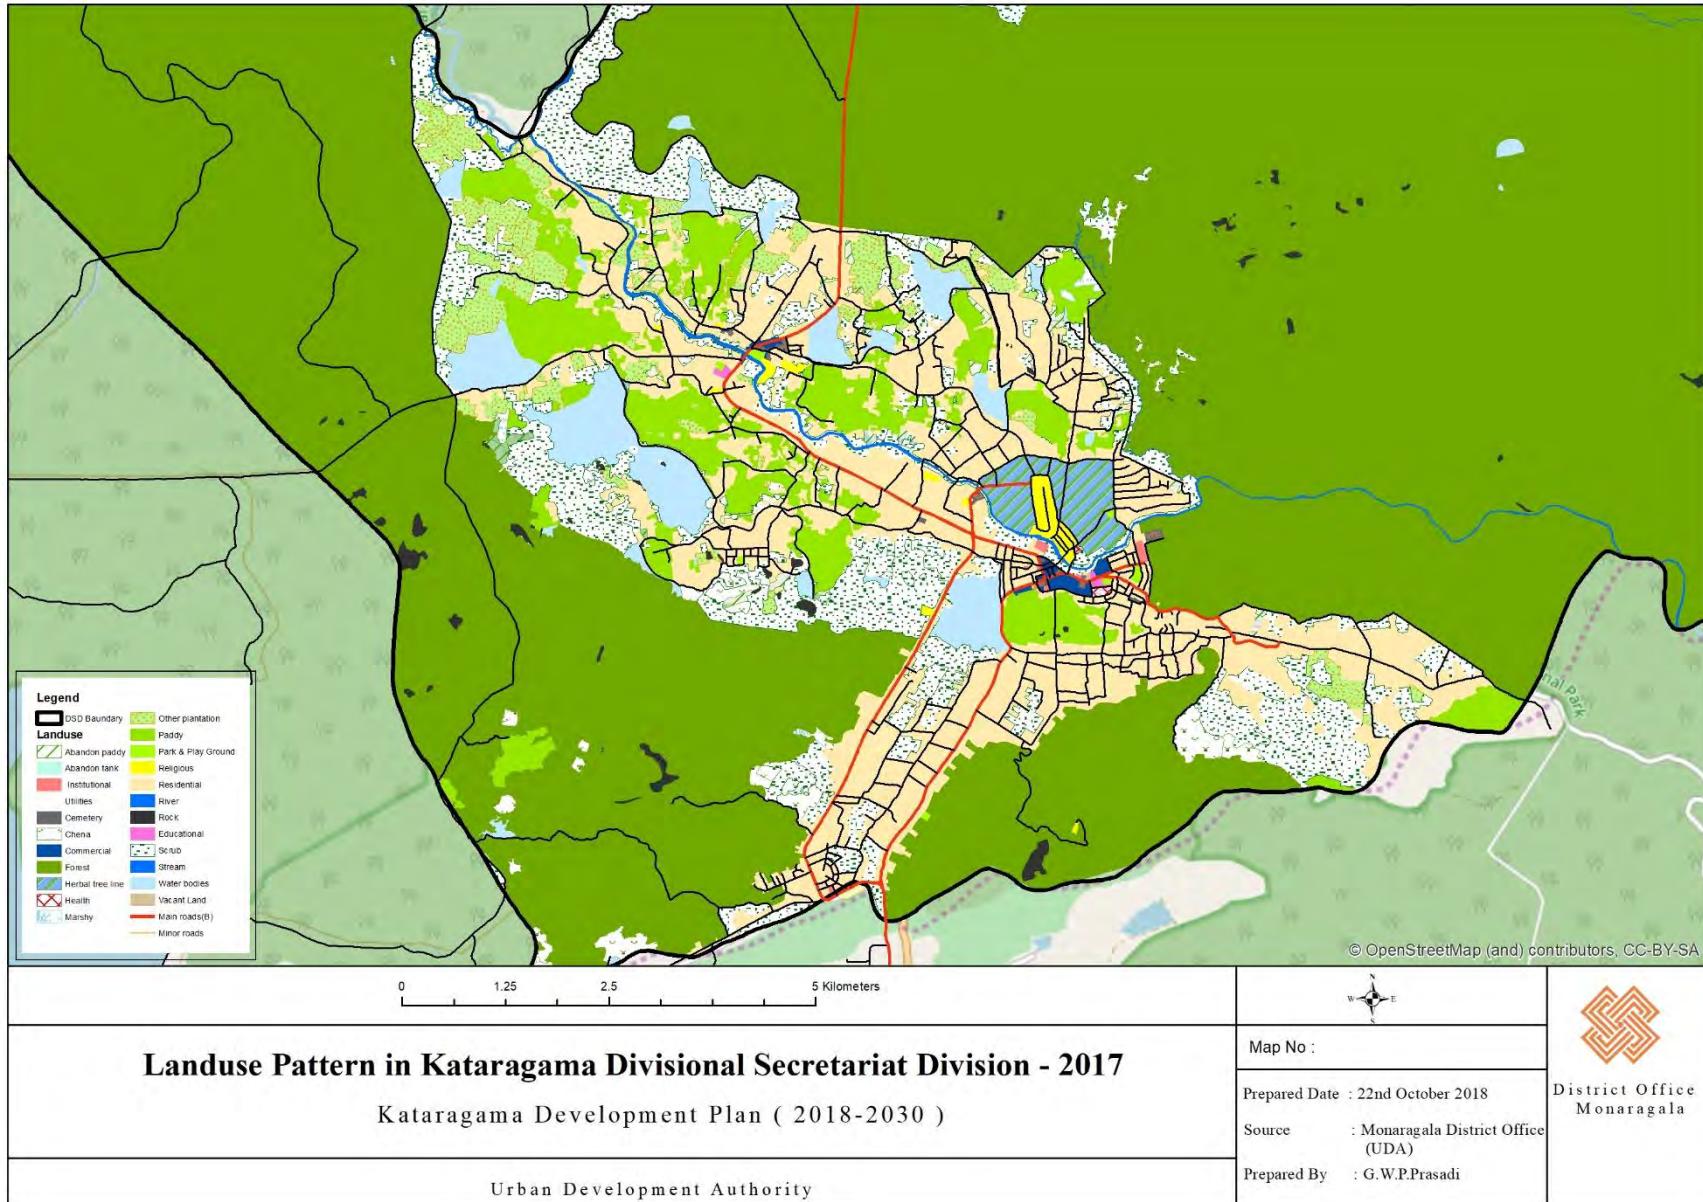 nal Park
© OpenStreetMap (and) contributors, CC-BY-SA
Legend
DSD Baundary
Landuse
Abandon paddy
Abandon tank
Institutional
Utilities
Cemetery
Chena
Commercial
Forest
Herbal tree line
Health
Marshy
Other plantation
Paddy
Park & Play Ground
Religious
Residential
River
Rock
Educational
Scrub
Stream
Water bodies
Vacant Land
Main roads(B)
Minor roads
0 1.25 2.5 5 Kilometers
Landuse Pattern in Kataragama Divisional Secretariat Division - 2017
Kataragama Development Plan ( 2018-2030 )
Urban Development Authority
N
W E
S
Map No :
Prepared Date : 22nd October 2018
Source : Monaragala District Office
(UDA)
Prepared By : G.W.P.Prasadi
District Office
Monaragala